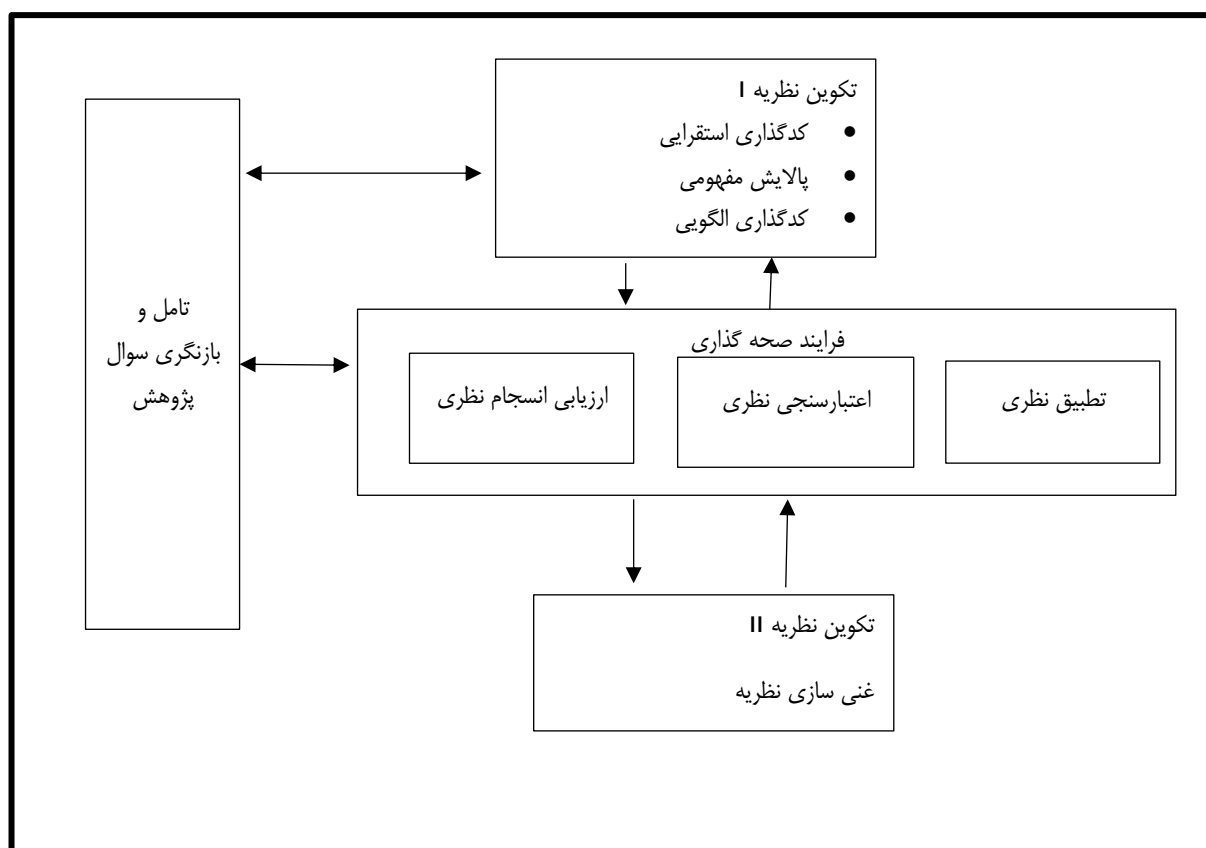 تکوین نظریه I
• کدگذاری استقرایی
• پالایش مفهومی
• کدگذاری الگویی
تامل و
بازنگری سوال
پژوهش
فرایند صحه گذاری
تطبیق نظری
اعتبارسنجی نظری
ارزیابی انسجام نظری
تکوین نظریه II
غنی سازی نظریه